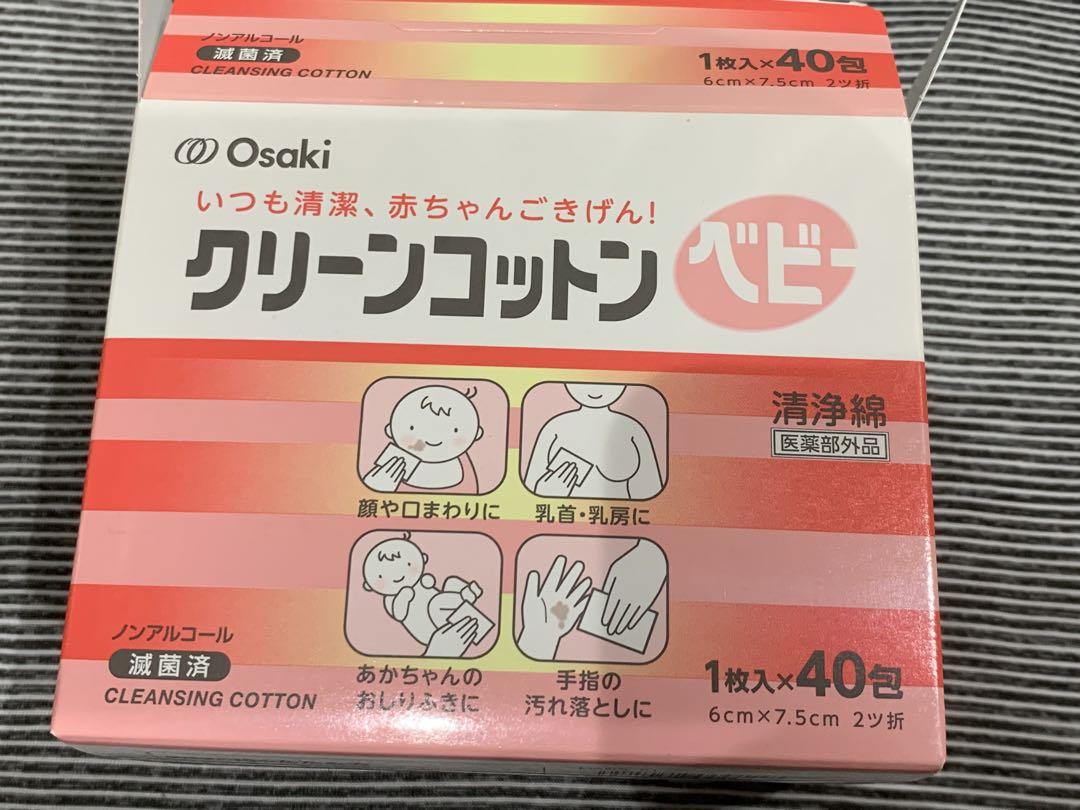 ノンアルコール
滅菌済
CLEANSING COTTON
1枚入×40包
6cm×7.5cm 2ツ折
Osaki
いつも清潔、赤ちゃんごきげん!
クリーンコットン ベビー
清浄綿
医薬部外品
顔や口まわりに
乳首・乳房に
あかちゃんの
おしりふきに
手指の
汚れ落としに
ノンアルコール
滅菌済
CLEANSING COTTON
1枚入×40包
6cm×7.5cm 2ツ折